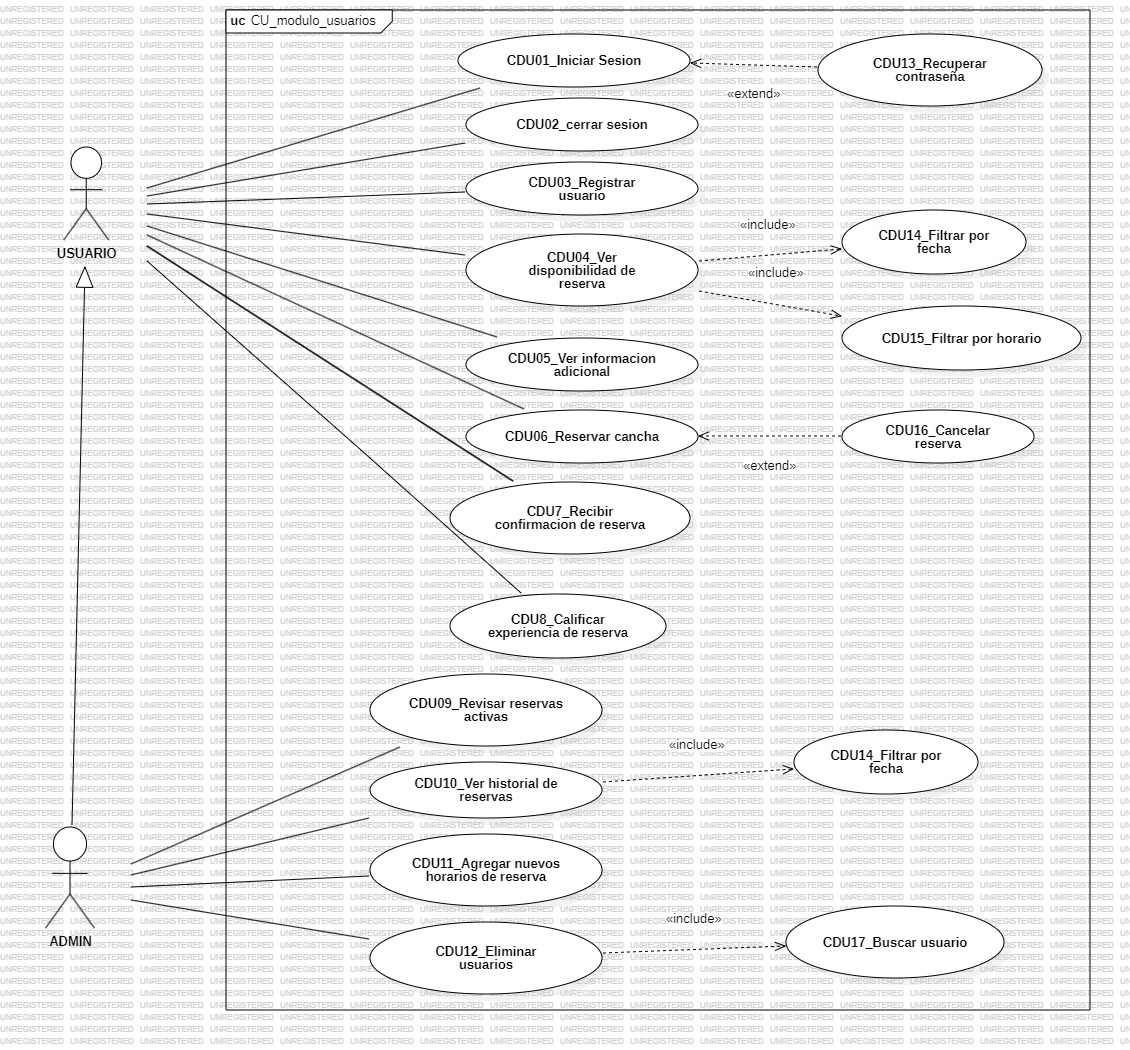 uc CU_modulo_usuarios
CDU01_Iniciar Sesion
CDU13_Recuperar
contraseña
«extend»
CDU02_cerrar sesion
CDU03_Registrar
usuario
USUARIO
CDU04_Ver
disponibilidad de
reserva
«include»
CDU14_Filtrar por
fecha
«include»
CDU15_Filtrar por horario
CDU05_Ver informacion
adicional
CDU06_Reservar cancha
CDU16_Cancelar
reserva
«extend»
CDU7_Recibir
confirmacion de reserva
CDU8_Calificar
experiencia de reserva
CDU09_Revisar reservas
activas
CDU10_Ver historial de
reservas
«include»
CDU14_Filtrar por
fecha
CDU11_Agregar nuevos
horarios de reserva
ADMIN
CDU12_Eliminar
usuarios
«include»
CDU17_Buscar usuario
UNREGISTERED